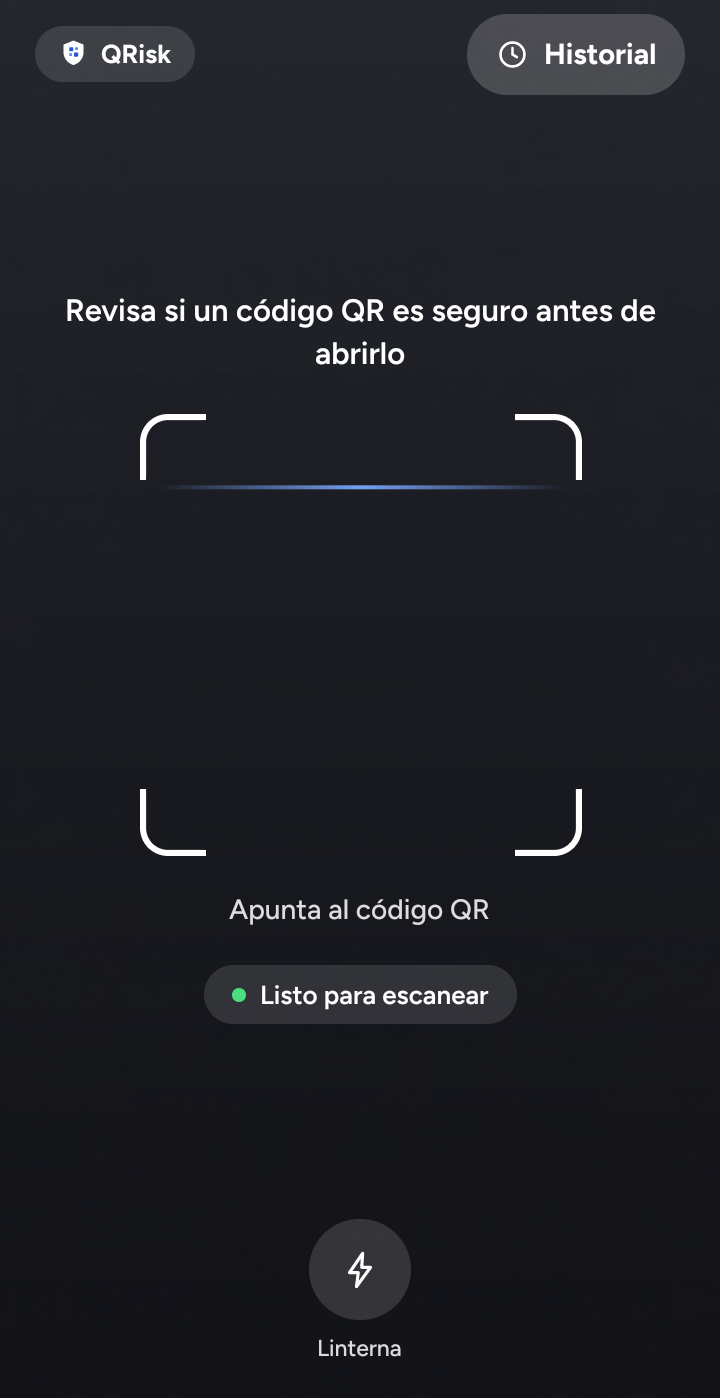 QRisk
Historial
Revisa si un código QR es seguro antes de
abrirlo
Apunta al código QR
Listo para escanear
Linterna